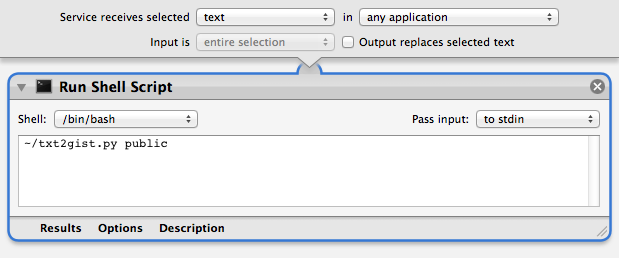 Service receives selected text in any application
Input is entire selection Output replaces selected text
Run Shell Script
Shell: /bin/bash Pass input: to stdin
~/txt2gist.py public
Results Options Description